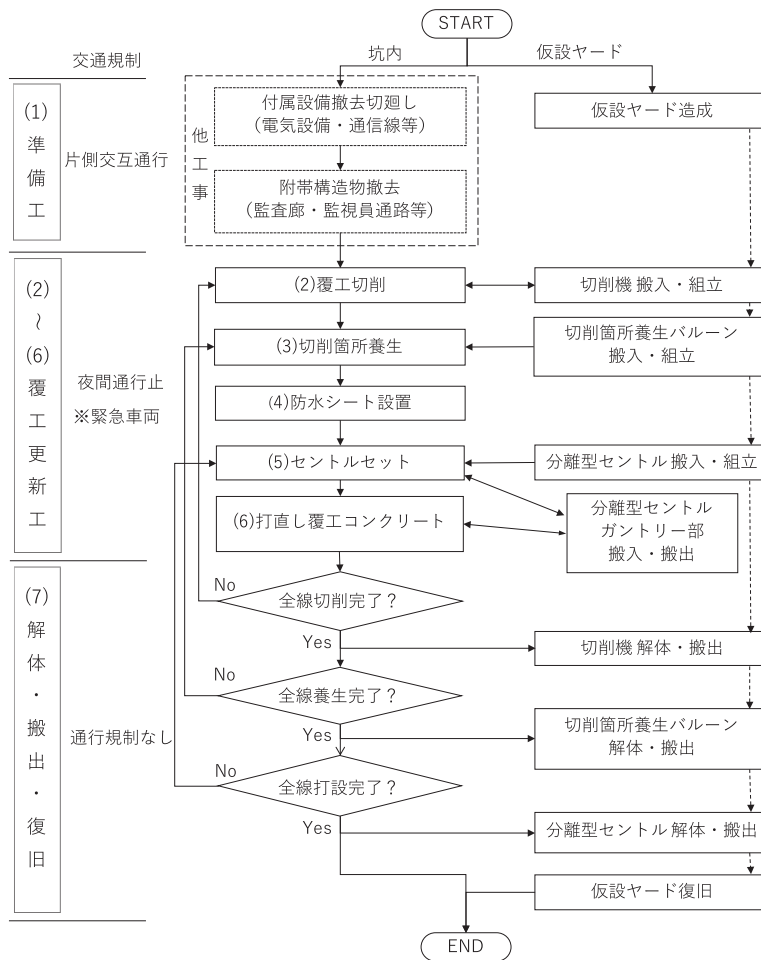 START
坑内
仮設ヤード
交通規制
(1)
準
備
工
片側交互通行
他
工
事
付属設備撤去切廻し
(電気設備・通信線等)
仮設ヤード造成
附帯構造物撤去
(監査廊・監視員通路等)
(2)
～
(6)
覆
工
更
新
工
夜間通行止
※緊急車両
(2)覆工切削
切削機 搬入・組立
(3)切削箇所養生
切削箇所養生バルーン
搬入・組立
(4)防水シート設置
(5)セントルセット
分離型セントル 搬入・組立
(6)打直し覆工コンクリート
分離型セントル
ガントリー部
搬入・搬出
(7)
解
体
・
搬
出
・
復
旧
通行規制なし
No
全線切削完了？
Yes
切削機 解体・搬出
No
全線養生完了？
Yes
切削箇所養生バルーン
解体・搬出
No
全線打設完了？
Yes
分離型セントル 解体・搬出
仮設ヤード復旧
END